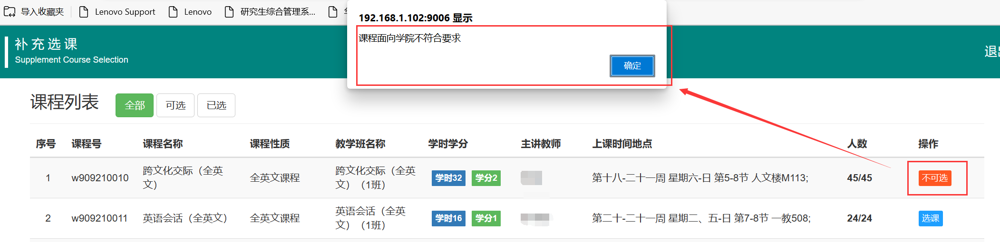 导入收藏夹 Lenovo Support Lenovo 研究生综合管理系...
192.168.1.102:9006 显示
课程面向学院不符合要求
确定
补充选课
Supplement Course Selection
课程列表 全部 可选 已选
序号 课程号 课程名称 课程性质 教学班名称 学时学分 主讲教师 上课时间地点 人数 操作
1 w909210010 跨文化交际（全英
文） 全英文课程 跨文化交际（全英
文）（1班） 学时32 学分2 第十八-二十一周 星期六-日 第5-8节 人文楼M113; 45/45 不可选
2 w909210011 英语会话（全英文） 全英文课程 英语会话（全英
文）（1班） 学时16 学分1 第二十-二十一周 星期二、五-日 第7-8节 一教508; 24/24 选课